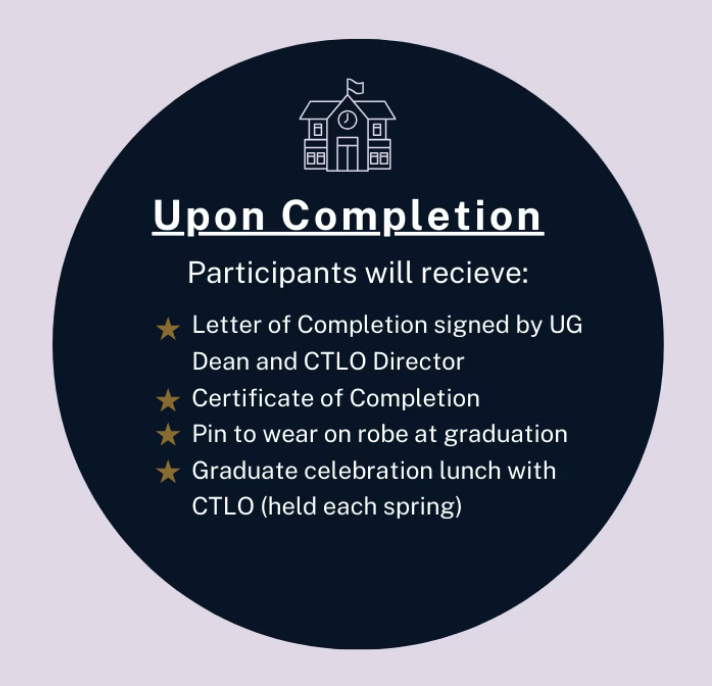 Upon Completion
Participants will recieve:
Letter of Completion signed by UG
Dean and CTLO Director
Certificate of Completion
Pin to wear on robe at graduation
Graduate celebration lunch with
CTLO (held each spring)